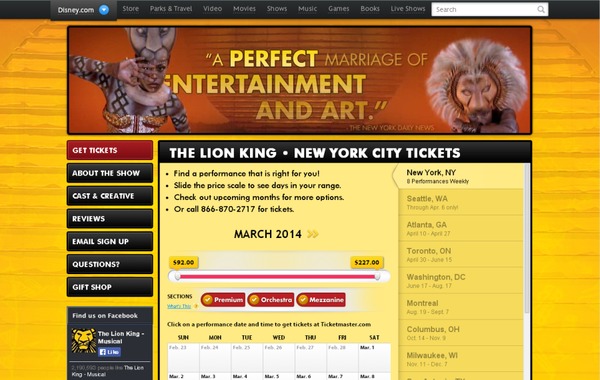 Disney.com
Store Parks & Travel Video Movies Shows Music Games Books Live Shows
Search
"A PERFECT MARRIAGE OF
ENTERTAINMENT
AND ART."
THE NEW YORK DAILY NEWS
GET TICKETS
ABOUT THE SHOW
CAST & CREATIVE
REVIEWS
EMAIL SIGN UP
QUESTIONS?
GIFT SHOP
Find us on Facebook
The Lion King -
Musical
Like
people like The Lion
King - Musical
THE LION KING • NEW YORK CITY TICKETS
• Find a performance that is right for you!
• Slide the price scale to see days in your range.
• Check out upcoming months for more options.
• Or call 866-870-2717 for tickets.
MARCH 2014
$92.00 $227.00
SECTIONS
What's This
Premium Orchestra Mezzanine
Click on a performance date and time to get tickets at Ticketmaster.com
SUN MON TUE WED THU FRI SAT
Feb. 23 Feb. 24 Feb. 25 Feb. 26 Feb. 27 Feb. 28 Mar. 1
Mar. 2 Mar. 3 Mar. 4 Mar. 5 Mar. 6 Mar. 7 Mar. 8
New York, NY
8 Performances Weekly
Seattle, WA
Through Apr. 6 only!
Atlanta, GA
April 10 - April 27
Toronto, ON
April 30 - June 15
Washington, DC
June 17 - Aug. 17
Montreal
Aug. 19 - Sept. 7
Columbus, OH
Oct. 14 - Nov. 9
Milwaukee, WI
Nov. 11 - Dec. 7